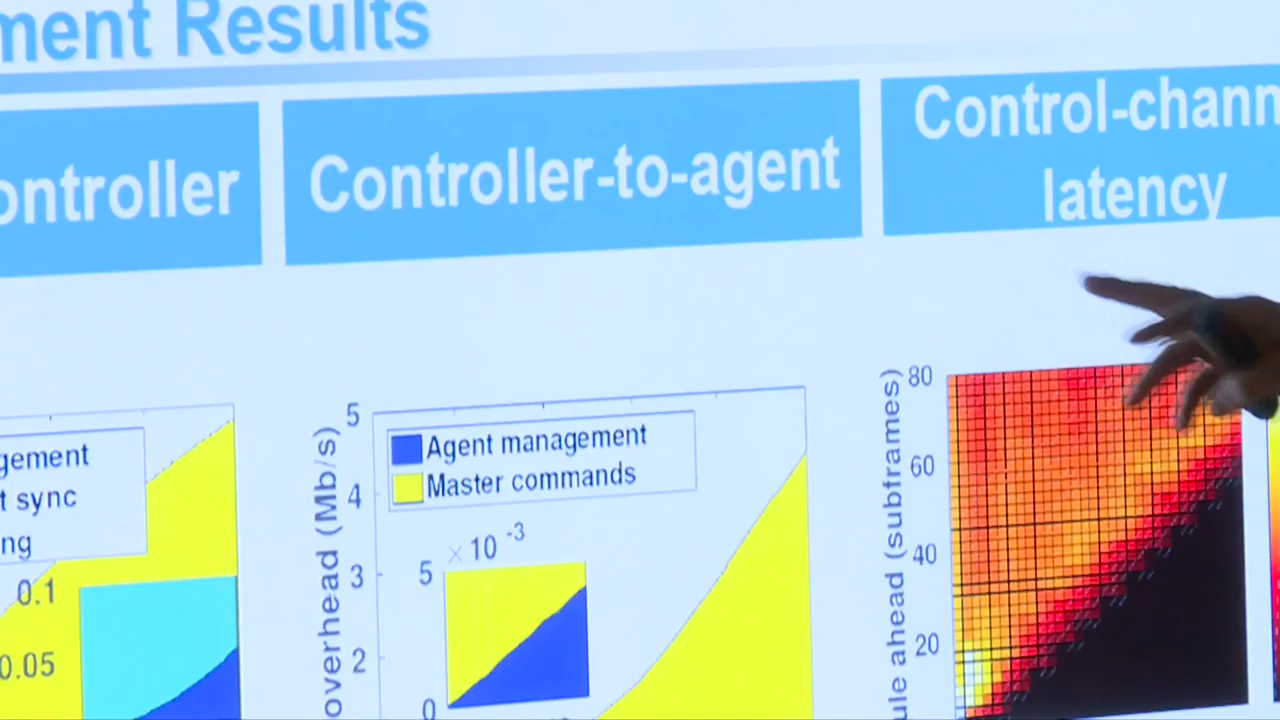 ment Results
ontroller
Controller-to-agent
Control-chann
latency
gement
t sync
ng
0.1
0.05
overhead (Mb/s)
5
4
3
2
Agent management
Master commands
× 10 -3
5
0
ule ahead (subframes)
80
60
40
20